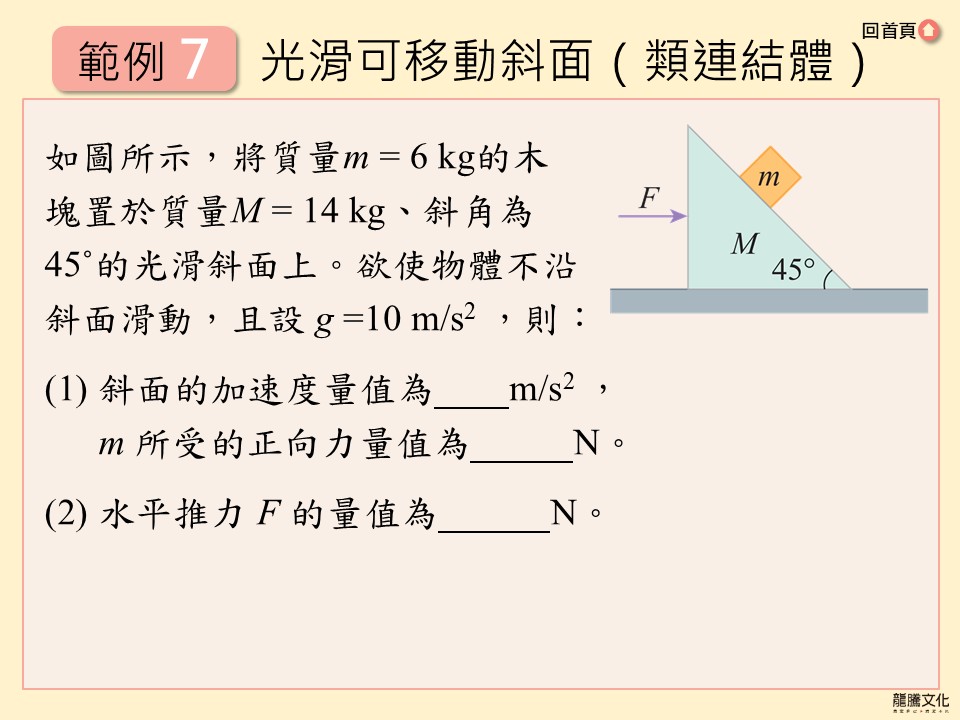 回首頁
範例 7 光滑可移動斜面（類連結體）
如圖所示，將質量m = 6 kg的木
塊置於質量M = 14 kg、斜角為
45˚的光滑斜面上。欲使物體不沿
斜面滑動，且設 g =10 m/s²，則：
(1) 斜面的加速度量值為____m/s²，
m 所受的正向力量值為______N。
(2) 水平推力 F 的量值為______N。
F
m
M
45°
龍騰文化